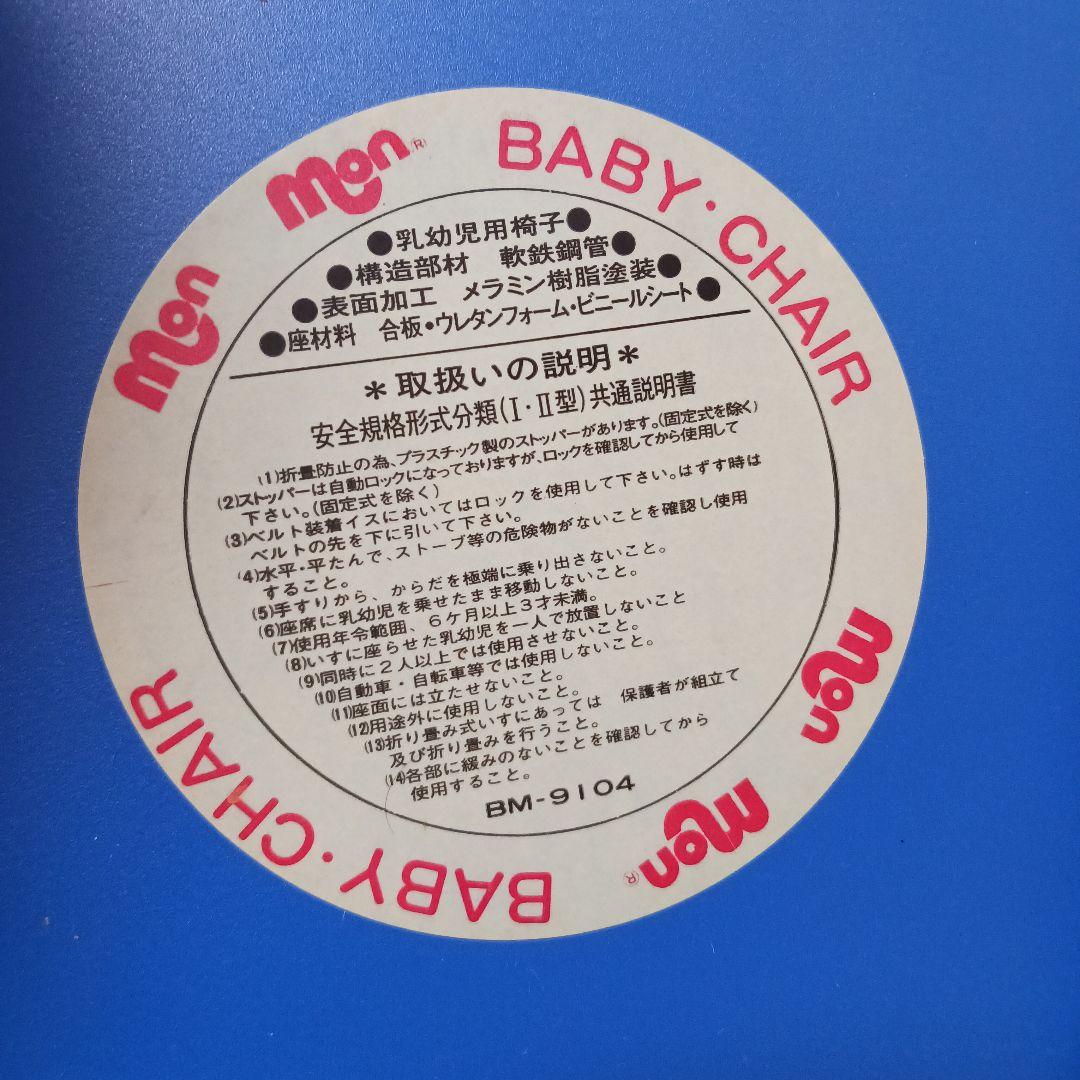 mon®
BABY・CHAIR
mon
●乳幼児用椅子●
●構造部材 軟鉄鋼管●
●表面加工 メラミン樹脂塗装●
●座材料 合板・ウレタンフォーム・ビニールシート●
＊取扱いの説明＊
安全規格形式分類(I・II型)共通説明書
(1)折畳防止の為、プラスチック製のストッパーがあります。(固定式を除く)
(2)ストッパーは自動ロックになっておりますが、ロックを確認してから使用して
下さい。(固定式を除く)
(3)ベルト装着イスにおいてはロックを使用して下さい。はずす時は
ベルトの先を下に引いて下さい。
(4)水平・平たんで、ストーブ等の危険物がないことを確認し使用
すること。
(5)手すりから、からだを極端に乗り出さないこと。
(6)座席に乳幼児を乗せたまま移動しないこと。
(7)使用年令範囲、6ケ月以上3才未満。
(8)いすに座らせた乳幼児を一人で放置しないこと
(9)同時に2人以上では使用させないこと。
(10)自動車・自転車等では使用しないこと。
(11)座面には立たせないこと。
(12)用途外に使用しないこと。
(13)折り畳み式いすにあっては 保護者が組立て
及び折り畳みを行うこと。
(14)各部に緩みのないことを確認してから
使用すること。
BM-9104
mon
mon®
BABY・CHAIR